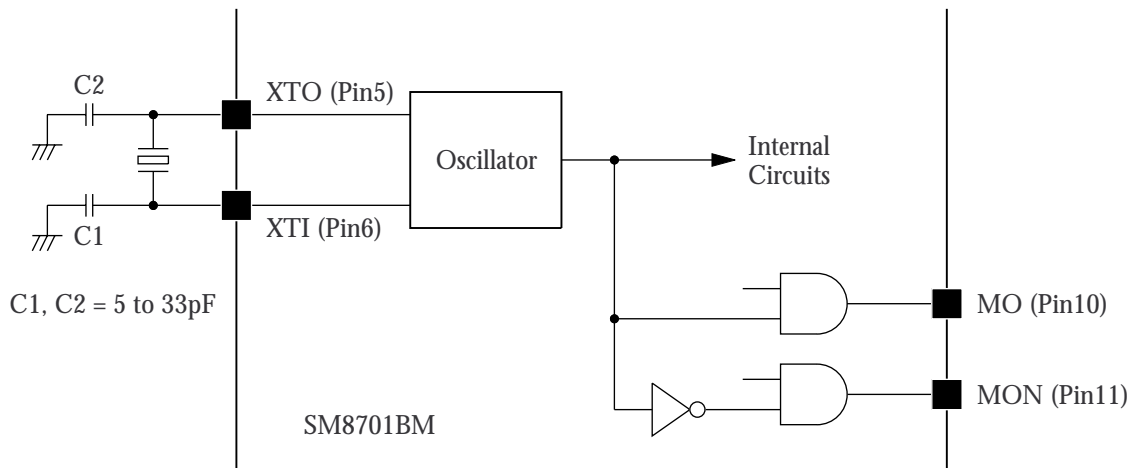 C2
XTO (Pin5)
Oscillator
Internal
Circuits
XTI (Pin6)
C1
C1, C2 = 5 to 33pF
MO (Pin10)
MON (Pin11)
SM8701BM